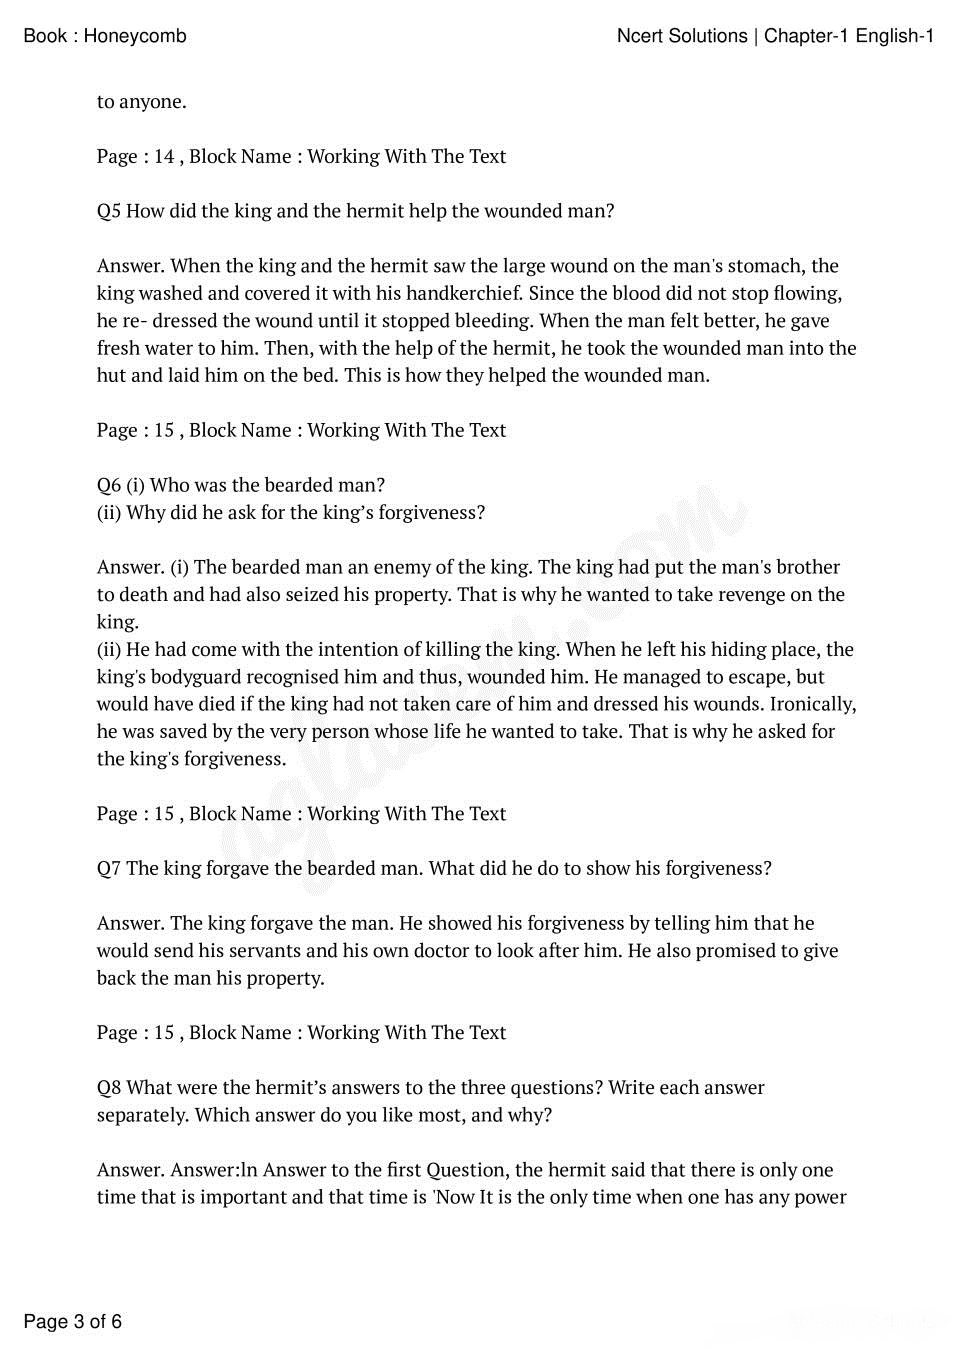 Book : Honeycomb
Ncert Solutions | Chapter-1 English-1
to anyone.
Page : 14 , Block Name : Working With The Text
Q5 How did the king and the hermit help the wounded man?
Answer. When the king and the hermit saw the large wound on the man's stomach, the
king washed and covered it with his handkerchief. Since the blood did not stop flowing,
he re- dressed the wound until it stopped bleeding. When the man felt better, he gave
fresh water to him. Then, with the help of the hermit, he took the wounded man into the
hut and laid him on the bed. This is how they helped the wounded man.
Page : 15 , Block Name : Working With The Text
Q6 (i) Who was the bearded man?
(ii) Why did he ask for the king’s forgiveness?
Answer. (i) The bearded man an enemy of the king. The king had put the man's brother
to death and had also seized his property. That is why he wanted to take revenge on the
king.
(ii) He had come with the intention of killing the king. When he left his hiding place, the
king's bodyguard recognised him and thus, wounded him. He managed to escape, but
would have died if the king had not taken care of him and dressed his wounds. Ironically,
he was saved by the very person whose life he wanted to take. That is why he asked for
the king's forgiveness.
Page : 15 , Block Name : Working With The Text
Q7 The king forgave the bearded man. What did he do to show his forgiveness?
Answer. The king forgave the man. He showed his forgiveness by telling him that he
would send his servants and his own doctor to look after him. He also promised to give
back the man his property.
Page : 15 , Block Name : Working With The Text
Q8 What were the hermit’s answers to the three questions? Write each answer
separately. Which answer do you like most, and why?
Answer. Answer:ln Answer to the first Question, the hermit said that there is only one
time that is important and that time is 'Now It is the only time when one has any power
Page 3 of 6
aglasem.com